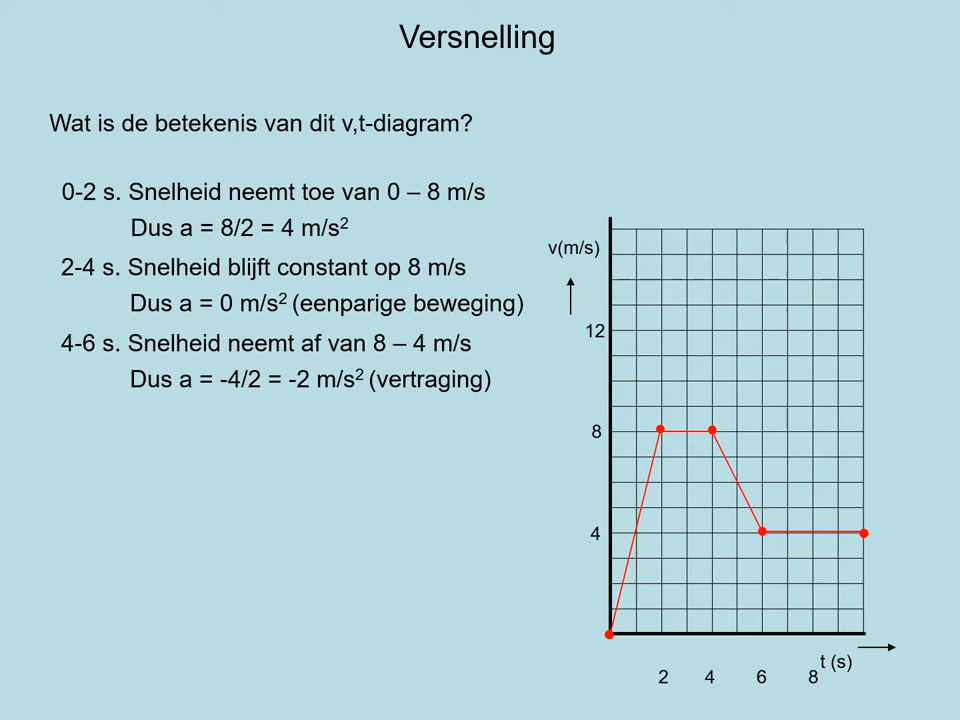 Versnelling
Wat is de betekenis van dit v,t-diagram?
0-2 s. Snelheid neemt toe van 0 – 8 m/s
Dus a = 8/2 = 4 m/s²
2-4 s. Snelheid blijft constant op 8 m/s
Dus a = 0 m/s² (eenparige beweging)
4-6 s. Snelheid neemt af van 8 – 4 m/s
Dus a = -4/2 = -2 m/s² (vertraging)
v(m/s)
12
8
4
t (s)
2 4 6 8